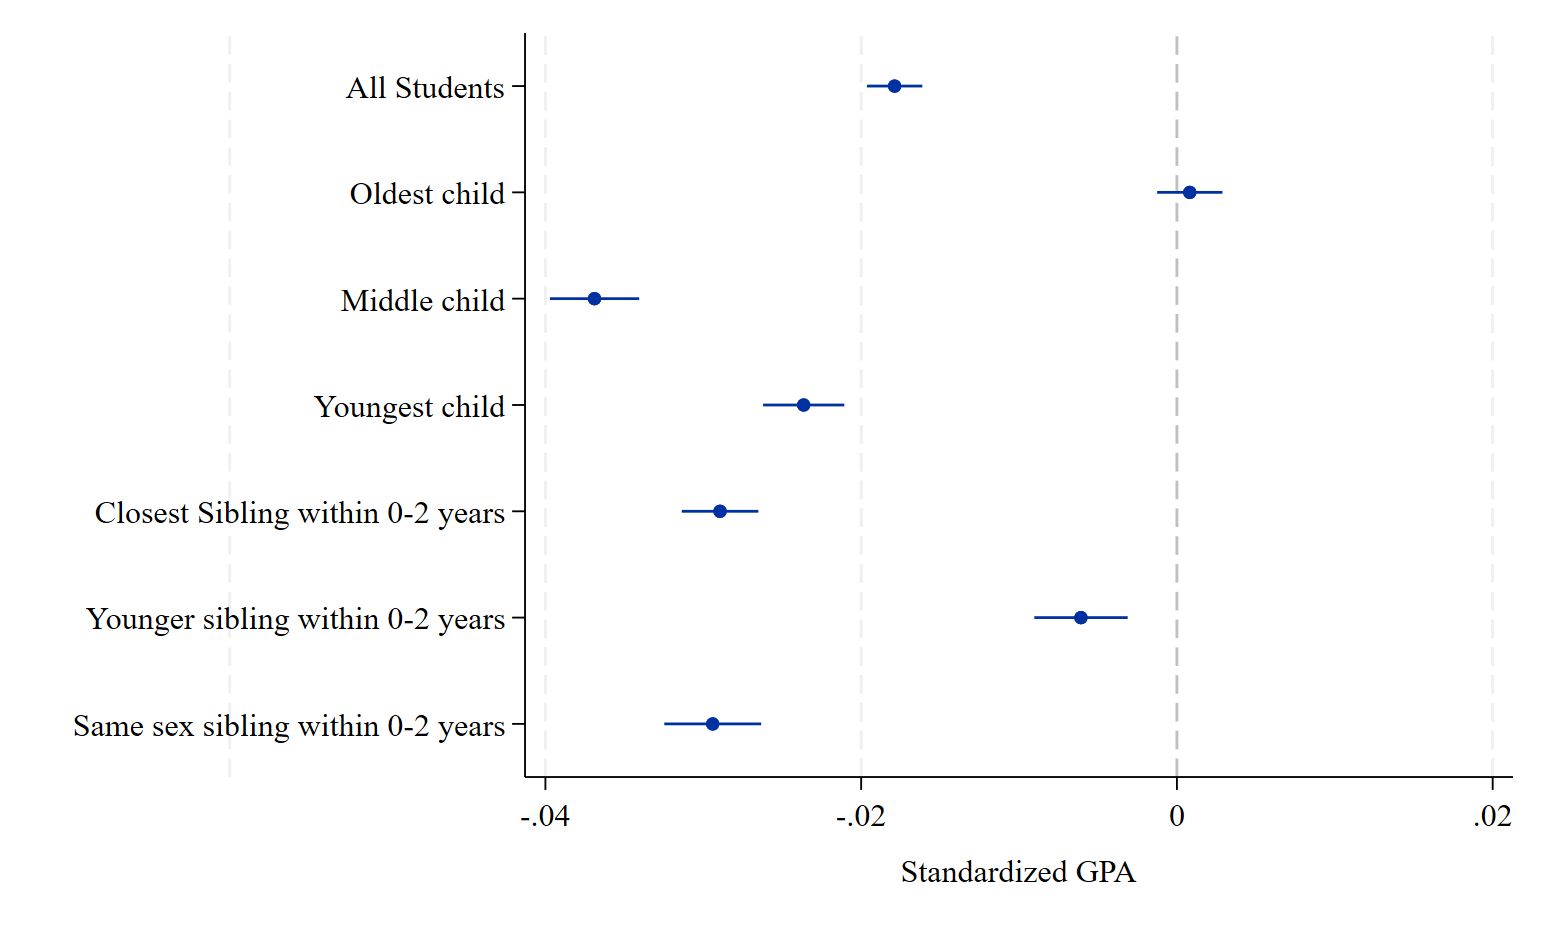 All Students
Oldest child
Middle child
Youngest child
Closest Sibling within 0-2 years
Younger sibling within 0-2 years
Same sex sibling within 0-2 years
-.04 -.02 0 .02
Standardized GPA